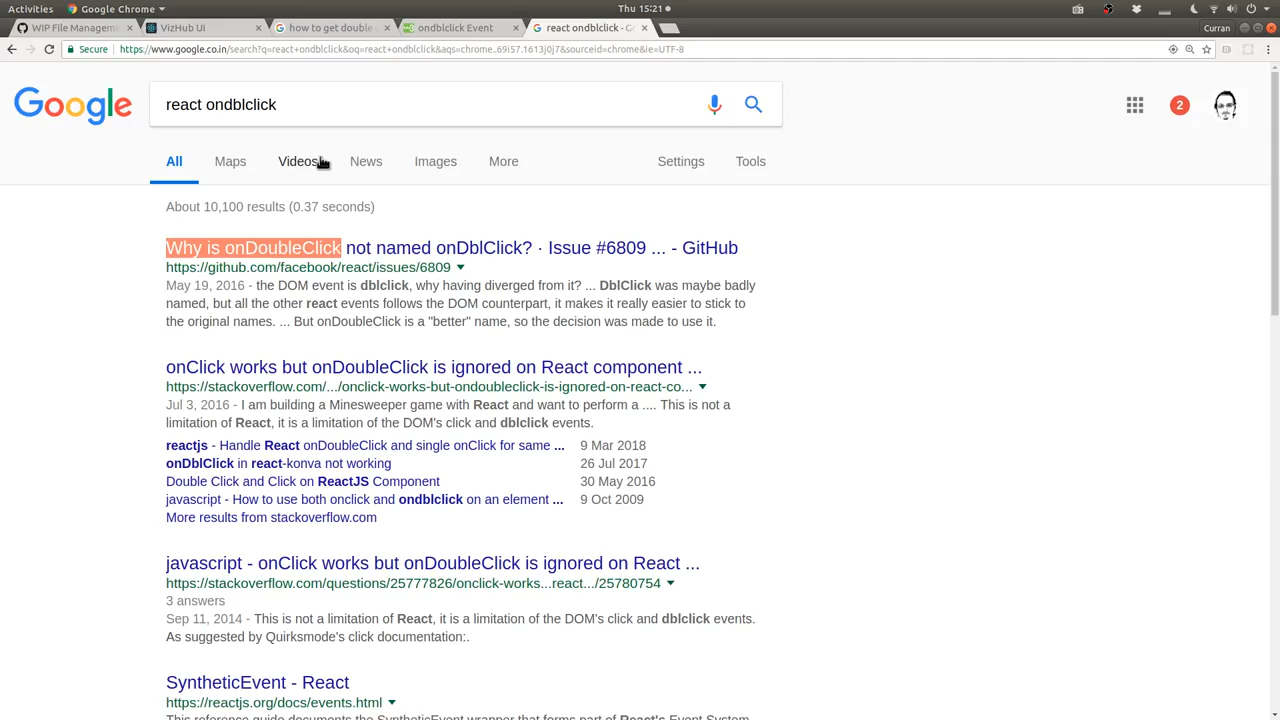 Activities Google Chrome Thu 15:21
WIP File Managem
VizHub UI
how to get double
ondblclick Event
react ondblclick - G
Curran
Secure https://www.google.co.in/search?q=react+ondblclick&oq=react+ondblclick&aqs=chrome..69i57.1613j0j7&sourceid=chrome&ie=UTF-8
Google
react ondblclick
2
All Maps Videos News Images More Settings Tools
About 10,100 results (0.37 seconds)
Why is onDoubleClick not named onDblClick? · Issue #6809 ... - GitHub
https://github.com/facebook/react/issues/6809
May 19, 2016 - the DOM event is dblclick, why having diverged from it? ... DblClick was maybe badly
named, but all the other react events follows the DOM counterpart, it makes it really easier to stick to
the original names. ... But onDoubleClick is a "better" name, so the decision was made to use it.
onClick works but onDoubleClick is ignored on React component ...
https://stackoverflow.com/.../onclick-works-but-ondoubleclick-is-ignored-on-react-co...
Jul 3, 2016 - I am building a Minesweeper game with React and want to perform a .... This is not a
limitation of React, it is a limitation of the DOM's click and dblclick events.
reactjs - Handle React onDoubleClick and single onClick for same ... 9 Mar 2018
onDblClick in react-konva not working 26 Jul 2017
Double Click and Click on ReactJS Component 30 May 2016
javascript - How to use both onclick and ondblclick on an element ... 9 Oct 2009
More results from stackoverflow.com
javascript - onClick works but onDoubleClick is ignored on React ...
https://stackoverflow.com/questions/25777826/onclick-works...react.../25780754
3 answers
Sep 11, 2014 - This is not a limitation of React, it is a limitation of the DOM's click and dblclick events.
As suggested by Quirksmode's click documentation:.
SyntheticEvent - React
https://reactjs.org/docs/events.html
This reference guide documents the SyntheticEvent wrapper that forms part of React's Event System.